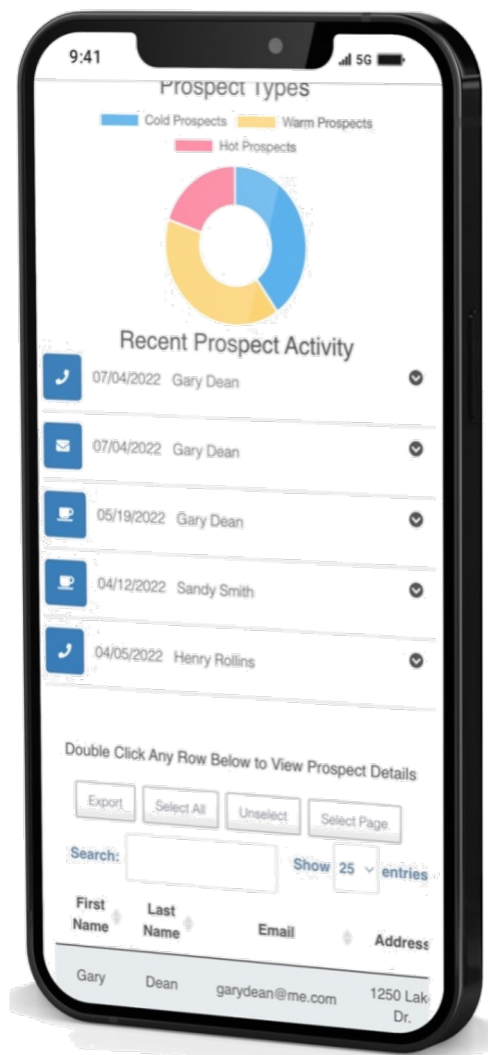 9:41
5G
Prospect Types
Cold Prospects Warm Prospects
Hot Prospects
Recent Prospect Activity
07/04/2022 Gary Dean
07/04/2022 Gary Dean
05/19/2022 Gary Dean
04/12/2022 Sandy Smith
04/05/2022 Henry Rollins
Double Click Any Row Below to View Prospect Details
Export Select All Unselect Select Page
Search: Show 25 entries
First Name Last Name Email Address
Gary Dean garydean@me.com 1250 Lak
Dr.